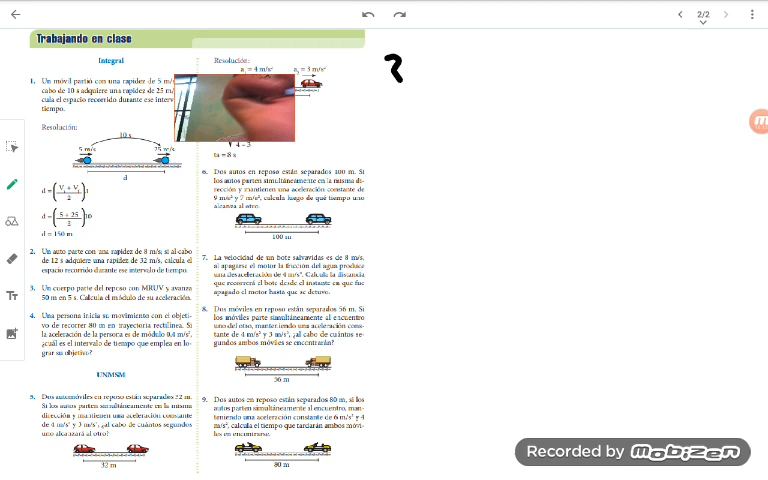 2/2
Trabajando en clase
Integral
1. Un móvil partió con una rapidez de 5 m/
cabo de 10 s adquiere una rapidez de 25 m/
cula el espacio recorrido durante ese interv
tiempo.
Resolución:
10 s
5 m/s 25 m/s
d
d = (Vi + Vf / 2) t
d = (5 + 25 / 2) 10
d = 150 m
2. Un auto parte con una rapidez de 8 m/s; si al cabo
de 12 s adquiere una rapidez de 32 m/s, calcula el
espacio recorrido durante ese intervalo de tiempo.
3. Un cuerpo parte del reposo con MRUV y avanza
50 m en 5 s. Calcula el módulo de su aceleración.
4. Una persona inicia su movimiento con el objeti-
vo de recorrer 80 m en trayectoria rectilínea. Si
la aceleración de la persona es de módulo 0,4 m/s²,
¿cuál es el intervalo de tiempo que emplea en lo-
grar su objetivo?
UNMSM
5. Dos automóviles en reposo están separados 32 m.
Si los autos parten simultáneamente en la misma
dirección y mantienen una aceleración constante
de 4 m/s² y 3 m/s², ¿al cabo de cuántos segundos
uno alcanzará al otro?
32 m
Resolución:
a₁ = 4 m/s² a₂ = 3 m/s²
4 – 3
ta = 8 s
6. Dos autos en reposo están separados 100 m. Si
los autos parten simultáneamente en la misma di-
rección y mantienen una aceleración constante de
9 m/s² y 7 m/s², calcula luego de qué tiempo uno
alcanza al otro.
100 m
7. La velocidad de un bote salvavidas es de 8 m/s,
si apagarse el motor la fricción del agua produce
una desaceleración de 4 m/s². Calcula la distancia
que recorrerá el bote desde el instante en que fue
apagado el motor hasta que se detuvo.
8. Dos móviles en reposo están separados 56 m. Si
los móviles parte simultáneamente al encuentro
uno del otro, manteniendo una aceleración cons-
tante de 4 m/s² y 3 m/s², ¿al cabo de cuántos se-
gundos ambos móviles se encontrarán?
56 m
9. Dos autos en reposo están separados 80 m, si los
autos parten simultáneamente al encuentro, man-
teniendo una aceleración constante de 6 m/s² y 4
m/s², calcula el tiempo que tardarán ambos móvi-
les en encontrarse.
80 m
Recorded by mobizen